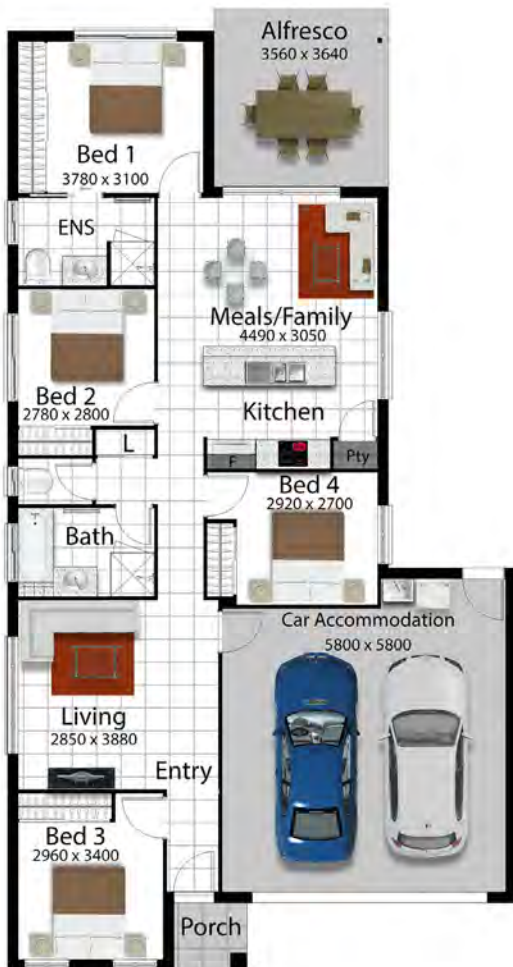 Alfresco
3560 x 3640
Bed 1
3780 x 3100
ENS
Meals/Family
4490 x 3050
Bed 2
2780 x 2800
Kitchen
L
F
Pty
Bed 4
2920 x 2700
Bath
Car Accommodation
5800 x 5800
Living
2850 x 3880
Entry
Bed 3
2960 x 3400
Porch